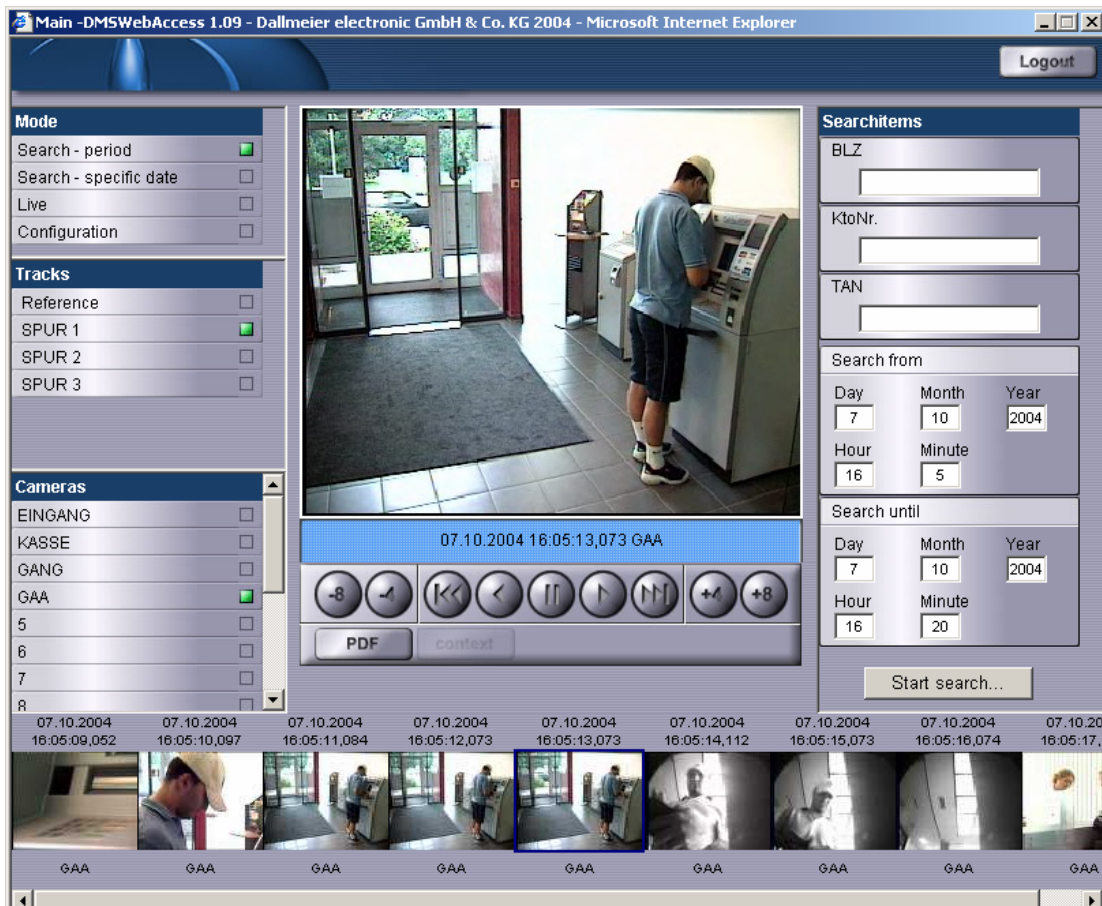 Main -DMSWebAccess 1.09 - Dallmeier electronic GmbH & Co. KG 2004 - Microsoft Internet Explorer
Logout
Mode
Search - period
Search - specific date
Live
Configuration
Tracks
Reference
SPUR 1
SPUR 2
SPUR 3
Cameras
EINGANG
KASSE
GANG
GAA
5
6
7
8
07.10.2004 16:05:13,073 GAA
-8 -4 +4 +8
PDF context
Searchitems
BLZ
KtoNr.
TAN
Search from
Day Month Year
7 10 2004
Hour Minute
16 5
Search until
Day Month Year
7 10 2004
Hour Minute
16 20
Start search...
07.10.2004 07.10.2004 07.10.2004 07.10.2004 07.10.2004 07.10.2004 07.10.2004 07.10.2004 07.10.20
16:05:09,052 16:05:10,097 16:05:11,084 16:05:12,073 16:05:13,073 16:05:14,112 16:05:15,073 16:05:16,074 16:05:17,
GAA GAA GAA GAA GAA GAA GAA GAA GAA